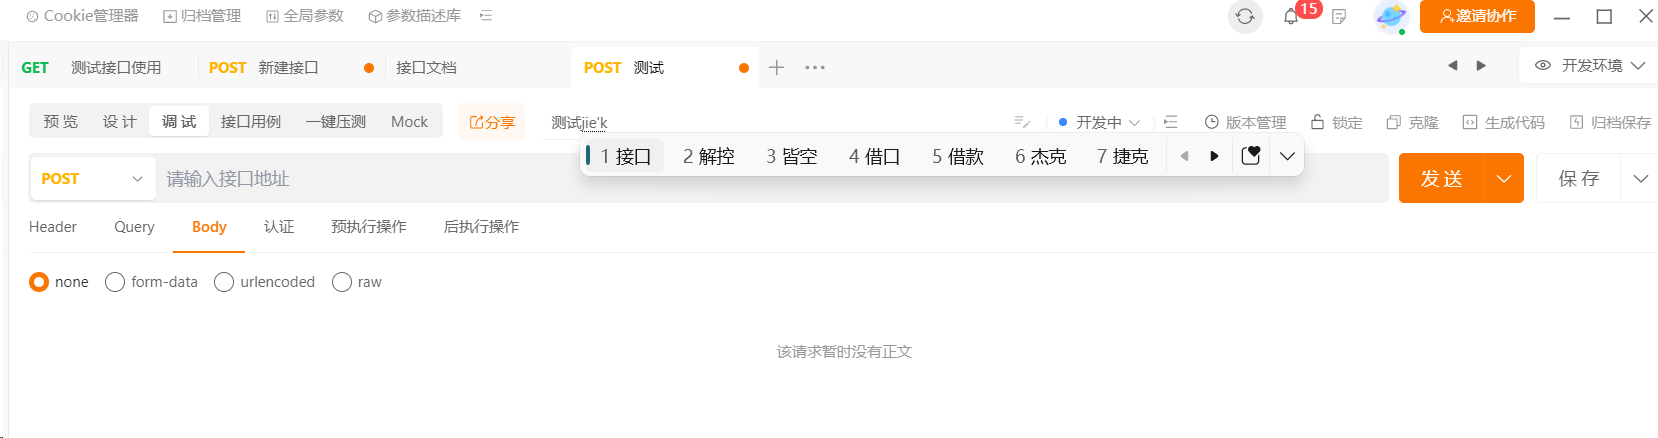 Cookie管理器 归档管理 全局参数 参数描述库 15 邀请协作
GET 测试接口使用 POST 新建接口 接口文档 POST 测试 开发环境
预览 设计 调试 接口用例 一键压测 Mock 分享 测试jie'k 开发中 版本管理 锁定 克隆 生成代码 归档保存
1 接口 2 解控 3 皆空 4 借口 5 借款 6 杰克 7 捷克
POST 请输入接口地址 发送 保存
Header Query Body 认证 预执行操作 后执行操作
none form-data urlencoded raw
该请求暂时没有正文